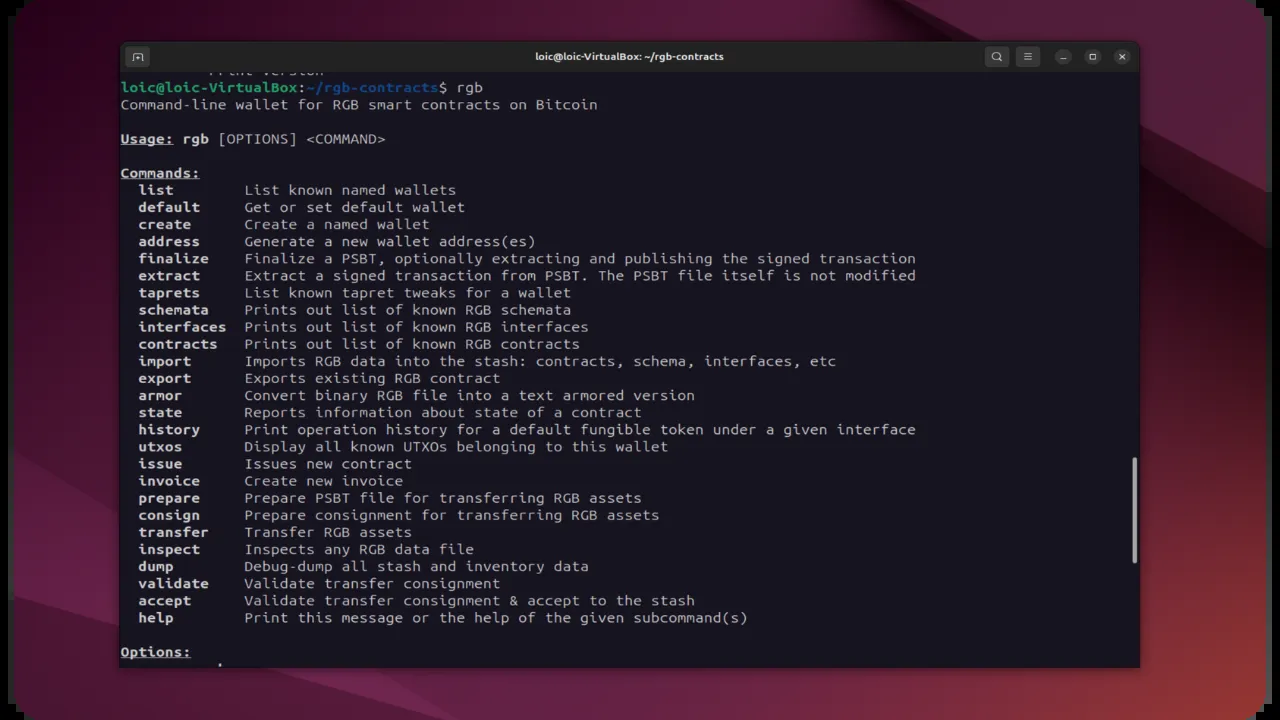 loic@loic-VirtualBox: ~/rgb-contracts
Print version
loic@loic-VirtualBox:~/rgb-contracts$ rgb
Command-line wallet for RGB smart contracts on Bitcoin
Usage: rgb [OPTIONS] <COMMAND>
Commands:
list List known named wallets
default Get or set default wallet
create Create a named wallet
address Generate a new wallet address(es)
finalize Finalize a PSBT, optionally extracting and publishing the signed transaction
extract Extract a signed transaction from PSBT. The PSBT file itself is not modified
taprets List known tapret tweaks for a wallet
schemata Prints out list of known RGB schemata
interfaces Prints out list of known RGB interfaces
contracts Prints out list of known RGB contracts
import Imports RGB data into the stash: contracts, schema, interfaces, etc
export Exports existing RGB contract
armor Convert binary RGB file into a text armored version
state Reports information about state of a contract
history Print operation history for a default fungible token under a given interface
utxos Display all known UTXOs belonging to this wallet
issue Issues new contract
invoice Create new invoice
prepare Prepare PSBT file for transferring RGB assets
consign Prepare consignment for transferring RGB assets
transfer Transfer RGB assets
inspect Inspects any RGB data file
dump Debug-dump all stash and inventory data
validate Validate transfer consignment
accept Validate transfer consignment & accept to the stash
help Print this message or the help of the given subcommand(s)
Options: